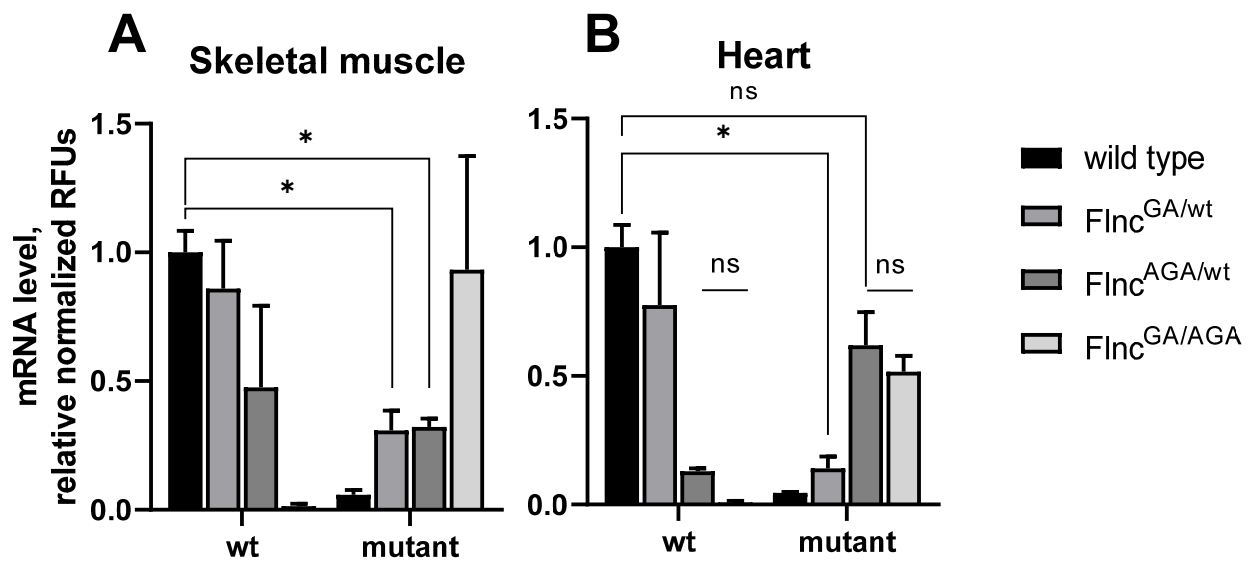 A
Skeletal muscle
mRNA level,
relative normalized RFUs
1.5
1.0
0.5
0.0
*
*
wt
mutant
B
Heart
1.5
1.0
0.5
0.0
ns
*
ns
ns
wt
mutant
wild type
Flnc^GA/wt
Flnc^AGA/wt
Flnc^GA/AGA